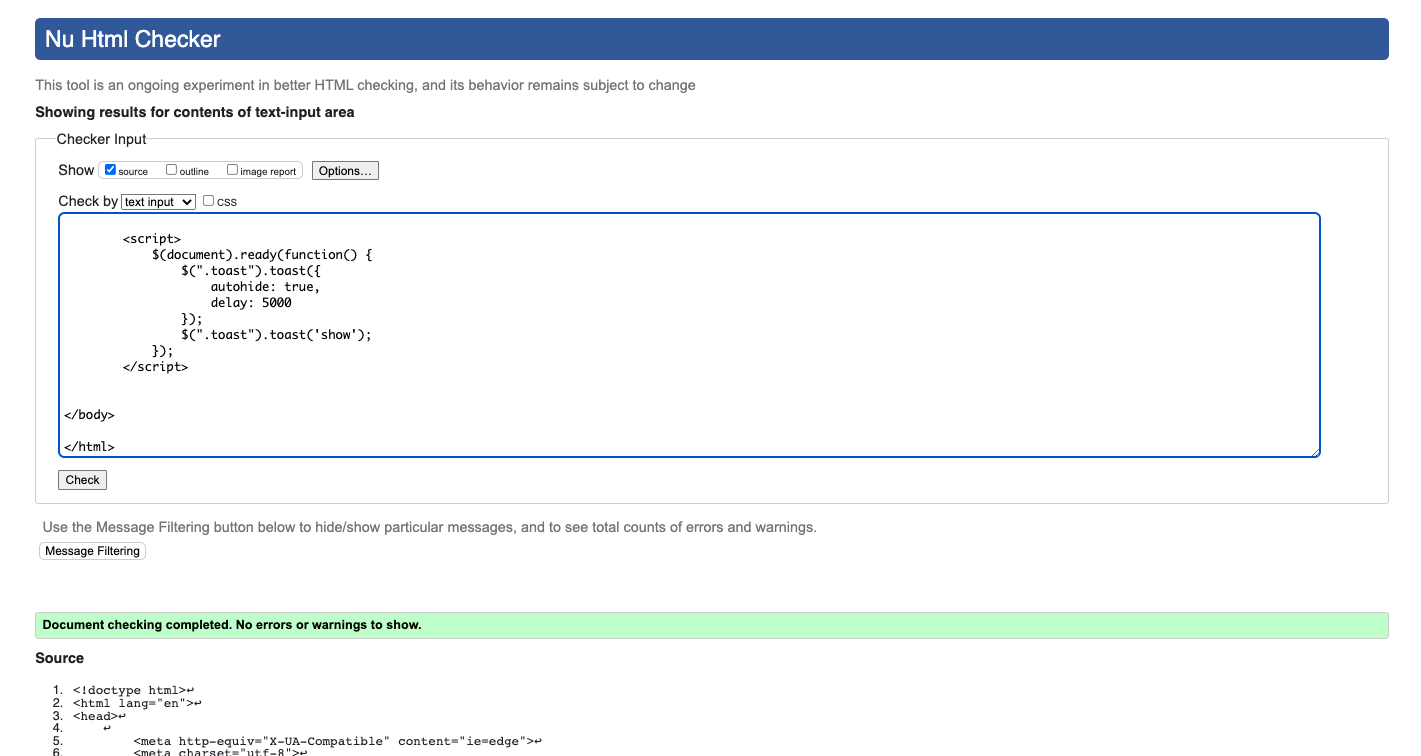 Nu Html Checker
This tool is an ongoing experiment in better HTML checking, and its behavior remains subject to change
Showing results for contents of text-input area
Checker Input
Show source outline image report Options...
Check by text input CSS
<script>
$(document).ready(function() {
$(".toast").toast({
autohide: true,
delay: 5000
});
$(".toast").toast('show');
});
</script>
</body>
</html>
Check
Use the Message Filtering button below to hide/show particular messages, and to see total counts of errors and warnings.
Message Filtering
Document checking completed. No errors or warnings to show.
Source
1. <!doctype html>↩
2. <html lang="en">↩
3. <head>↩
4. ↩
5. <meta http-equiv="X-UA-Compatible" content="ie=edge">↩
6. <meta charset="utf-8">↩